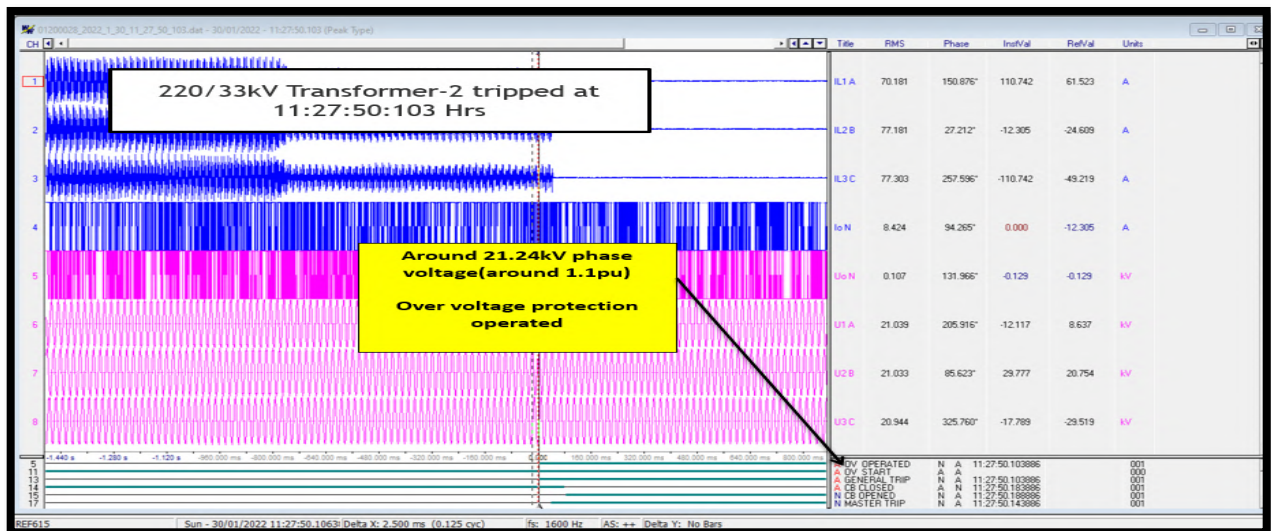 01200028_2022_1_30_11_27_50_103.dat - 30/01/2022 - 11:27:50.103 (Peak Type)
CH Title RMS Phase InstVal RefVal Units
220/33kV Transformer-2 tripped at
11:27:50:103 Hrs
1 IL1 A 70.181 150.876° 110.742 61.523 A
2 IL2 B 77.181 27.212° -12.305 -24.609 A
3 IL3 C 77.303 257.596° -110.742 -49.219 A
4 Io N 8.424 94.265° 0.000 -12.305 A
Around 21.24kV phase
voltage(around 1.1pu)
Over voltage protection
operated
5 Uo N 0.107 131.966° -0.129 -0.129 kV
6 U1 A 21.039 205.916° -12.117 8.637 kV
7 U2 B 21.033 85.623° 29.777 20.754 kV
8 U3 C 20.944 325.760° -17.789 -29.519 kV
-1.440 s -1.280 s -1.120 s -960.000 ms -800.000 ms -640.000 ms -480.000 ms -320.000 ms -160.000 ms 0.000 160.000 ms 320.000 ms 480.000 ms 640.000 ms 800.000 ms
5 A OV OPERATED N A 11:27:50.103886 001
11 A OV START A A 000
13 A GENERAL TRIP N A 11:27:50.103886 001
14 A CB CLOSED A N 11:27:50.183886 001
15 N CB OPENED N A 11:27:50.188886 001
17 N MASTER TRIP N A 11:27:50.143886 001
REF615 Sun - 30/01/2022 11:27:50.1063 Delta X: 2.500 ms (0.125 cyc) fs: 1600 Hz AS: ++ Delta Y: No Bars